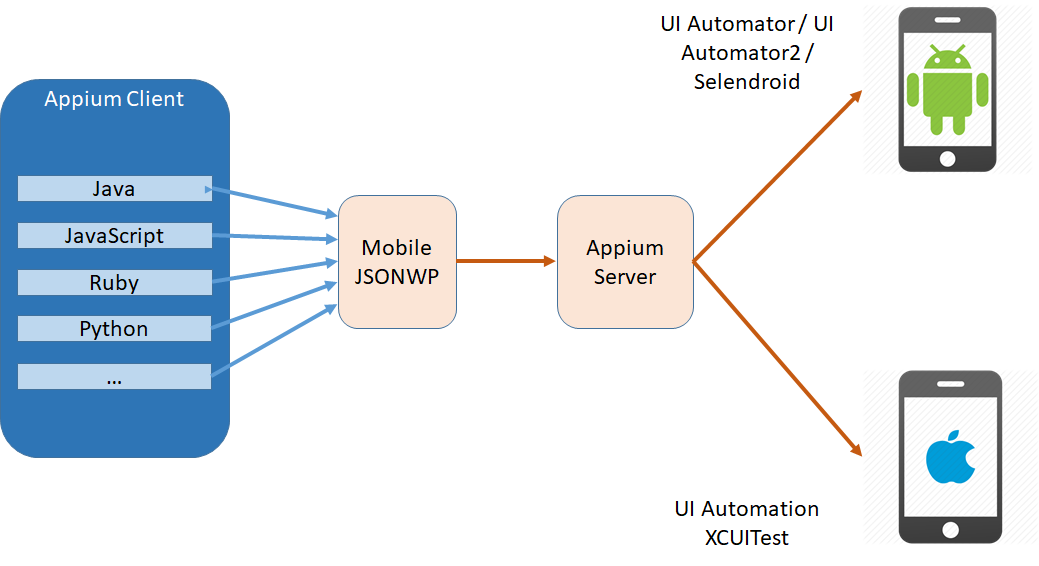 Appium Client
Java
JavaScript
Ruby
Python
...
Mobile
JSONWP
Appium
Server
UI Automator / UI
Automator2 /
Selendroid
UI Automation
XCUITest